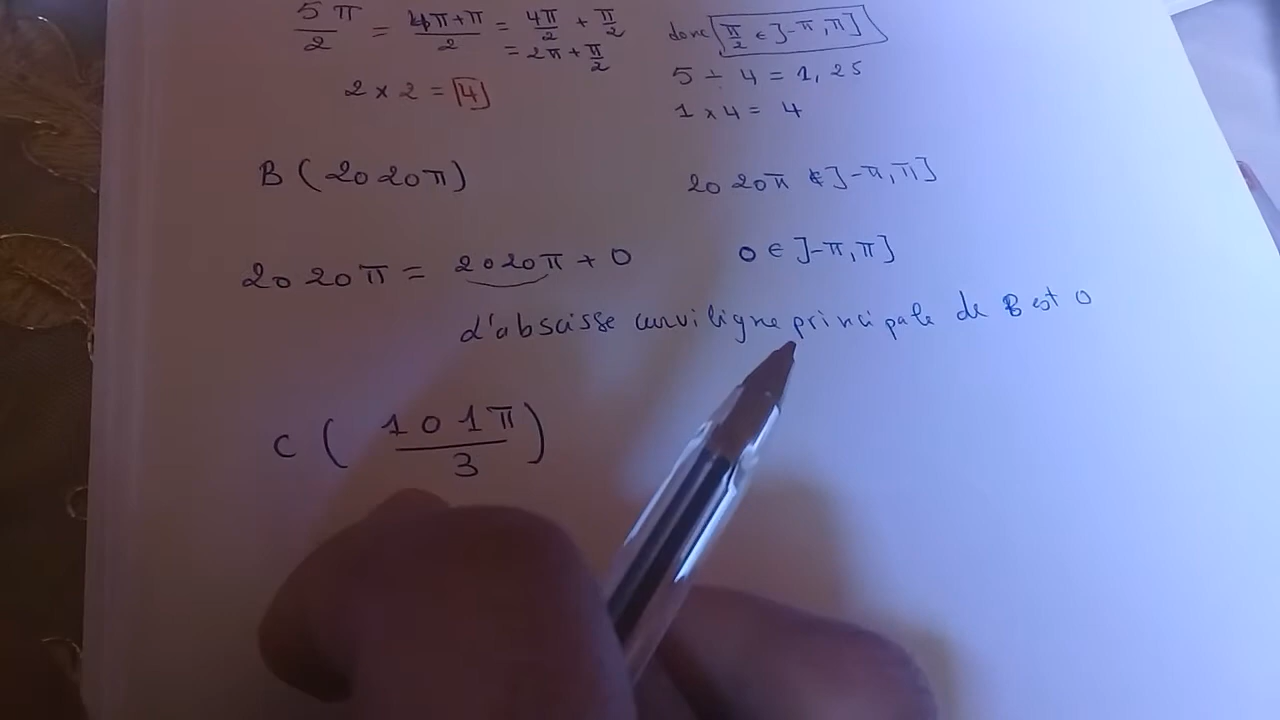 5π/2 = 4π+π/2 = 4π/2 + π/2 donc π/2 ∈ ]-π, π]
= 2π + π/2
2 × 2 = 4
5 ÷ 4 = 1,25
1 × 4 = 4
B (2020π) 2020π ∉ ]-π, π]
2020π = 2020π + 0 0 ∈ ]-π, π]
d'abscisse curviligne principale de B est 0
C ( 101π/3 )